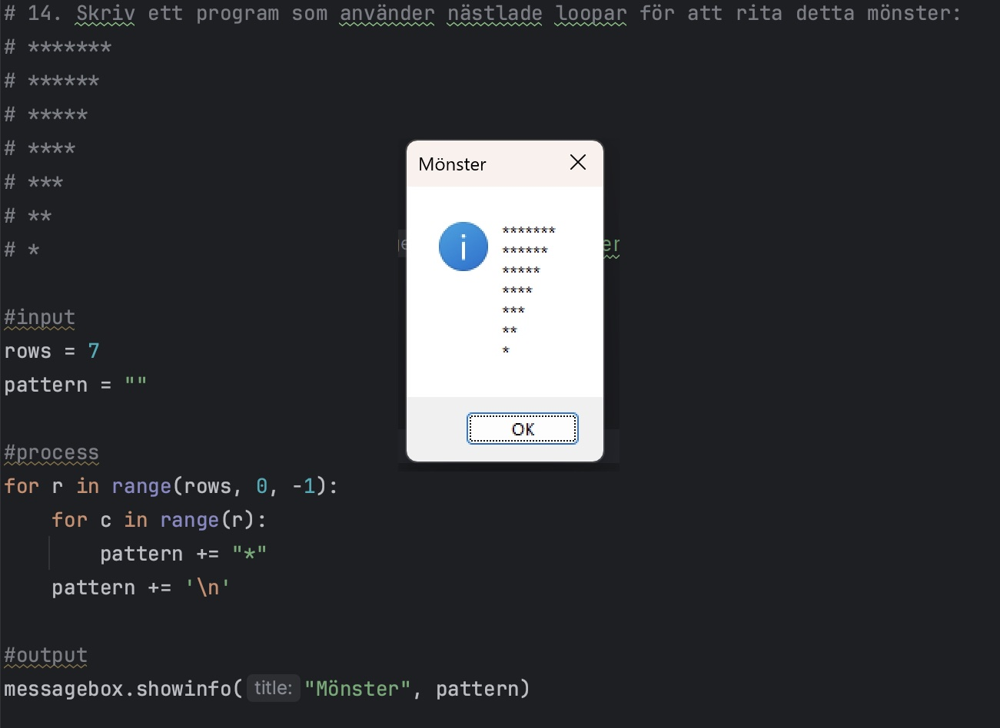 # 14. Skriv ett program som använder nästlade loopar för att rita detta mönster:
# *******
# ******
# *****
# ****
# ***
# **
# *
#input
rows = 7
pattern = ""
#process
for r in range(rows, 0, -1):
    for c in range(r):
        pattern += "*"
    pattern += '\n'
#output
messagebox.showinfo( title: "Mönster", pattern)
Mönster
*******
******
*****
****
***
**
*
OK
er